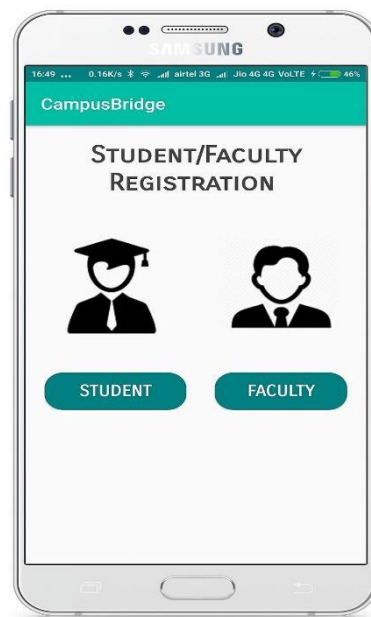 SAMSUNG
16:49 ... 0.16K/s airtel 3G Jio 4G 4G VoLTE 46%
CampusBridge
STUDENT/FACULTY
REGISTRATION
STUDENT FACULTY